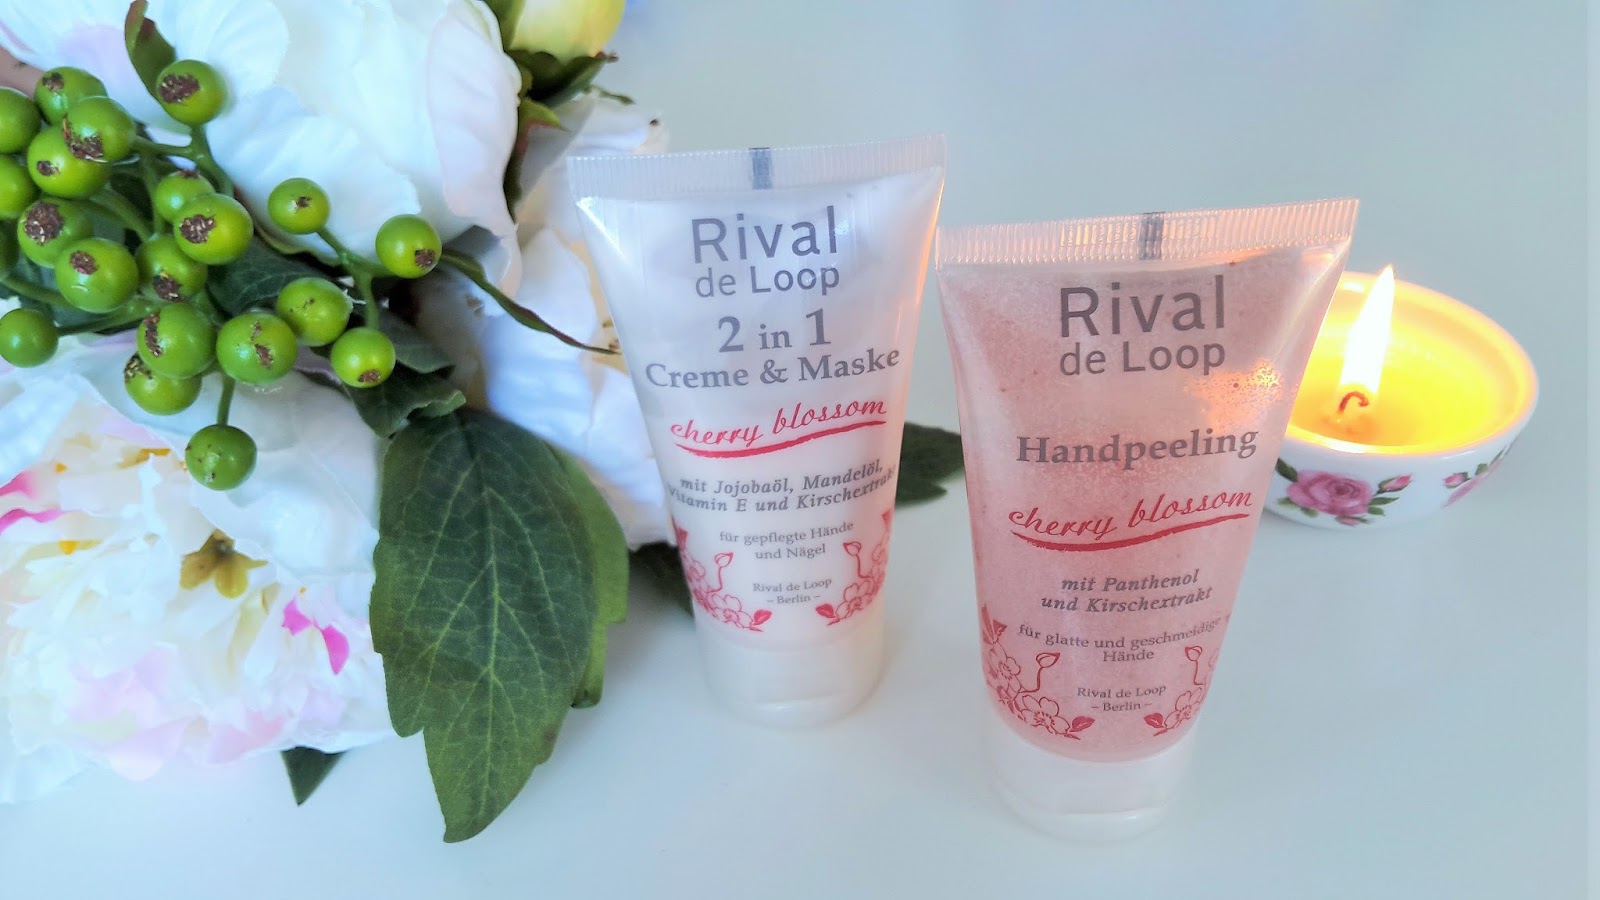 Rival
de Loop
2 in 1
Creme & Maske
cherry blossom
mit Jojobaöl, Mandelöl,
Vitamin E und Kirschextrakt
für gepflegte Hände
und Nägel
Rival de Loop
– Berlin –
Rival
de Loop
Handpeeling
cherry blossom
mit Panthenol
und Kirschextrakt
für glatte und geschmeidige
Hände
Rival de Loop
– Berlin –